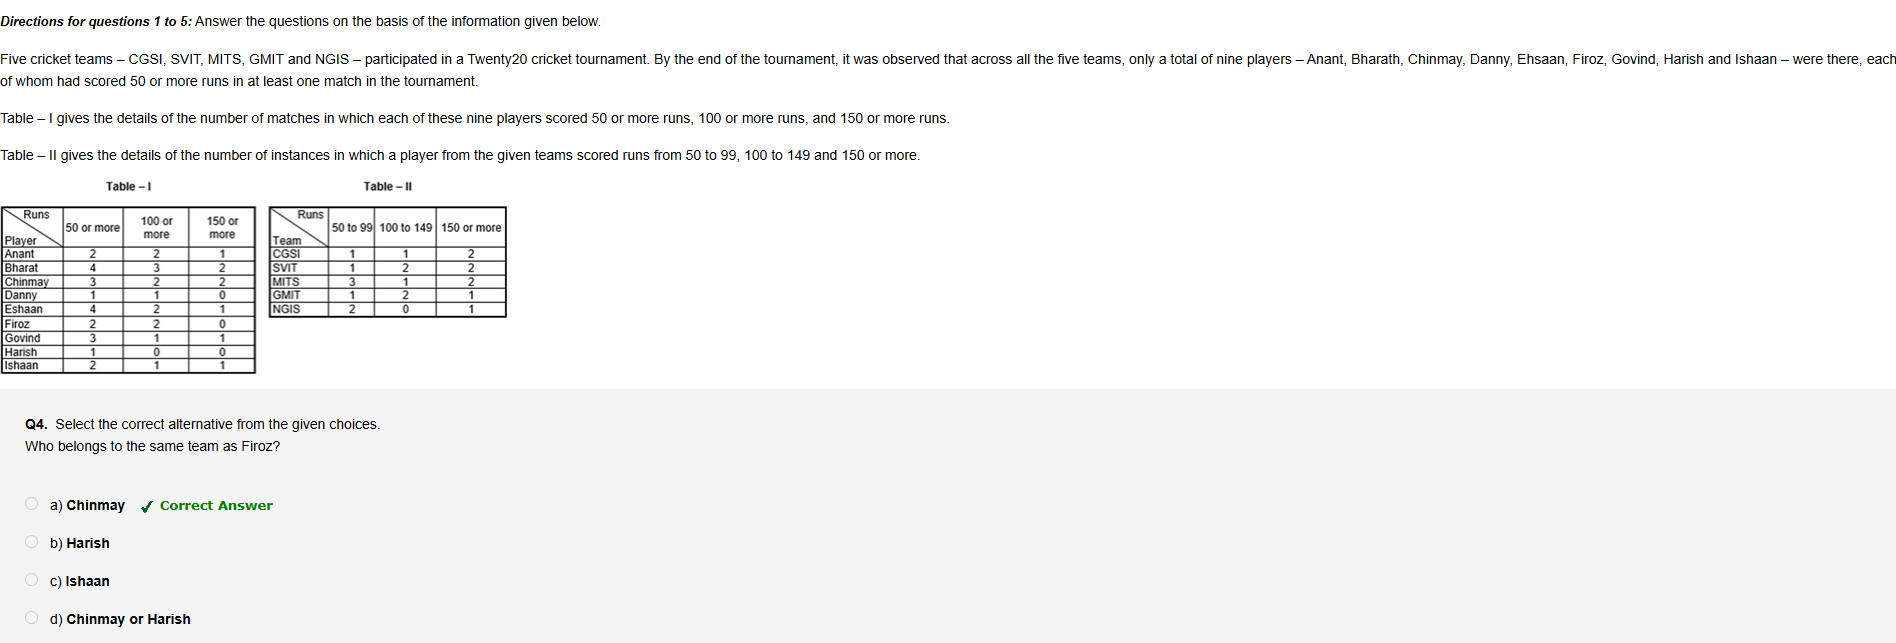 Directions for questions 1 to 5: Answer the questions on the basis of the information given below.
Five cricket teams – CGSI, SVIT, MITS, GMIT and NGIS – participated in a Twenty20 cricket tournament. By the end of the tournament, it was observed that across all the five teams, only a total of nine players – Anant, Bharath, Chinmay, Danny, Ehsaan, Firoz, Govind, Harish and Ishaan – were there, each
of whom had scored 50 or more runs in at least one match in the tournament.
Table – I gives the details of the number of matches in which each of these nine players scored 50 or more runs, 100 or more runs, and 150 or more runs.
Table – II gives the details of the number of instances in which a player from the given teams scored runs from 50 to 99, 100 to 149 and 150 or more.
Table – I
Runs
Player
50 or more
100 or
more
150 or
more
Anant 2 2 1
Bharat 4 3 2
Chinmay 3 2 2
Danny 1 1 0
Eshaan 4 2 1
Firoz 2 2 0
Govind 3 1 1
Harish 1 0 0
Ishaan 2 1 1
Table – II
Runs
Team
50 to 99 100 to 149 150 or more
CGSI 1 1 2
SVIT 1 2 2
MITS 3 1 2
GMIT 1 2 1
NGIS 2 0 1
Q4. Select the correct alternative from the given choices.
Who belongs to the same team as Firoz?
a) Chinmay ✓ Correct Answer
b) Harish
c) Ishaan
d) Chinmay or Harish